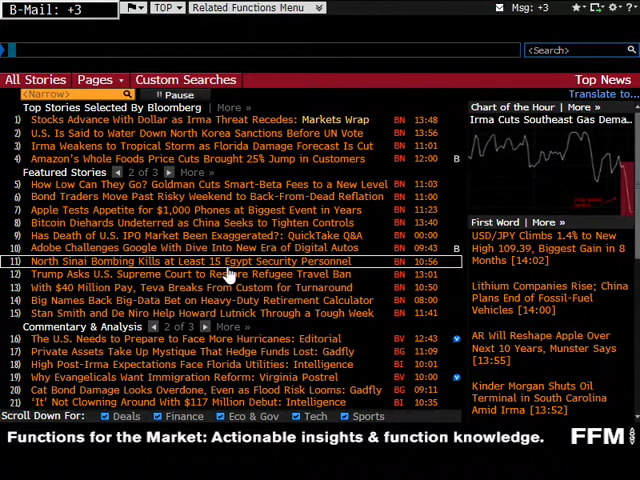 B-Mail: +3
TOP
Related Functions Menu
Msg: +3
<Search>
All Stories
Pages
Custom Searches
Top News
<Narrow>
Pause
Translate to..
Top Stories Selected By Bloomberg
More »
1) Stocks Advance With Dollar as Irma Threat Recedes: Markets Wrap BN 13:48
2) U.S. Is Said to Water Down North Korea Sanctions Before UN Vote BN 13:56
3) Irma Weakens to Tropical Storm as Florida Damage Forecast Is Cut BN 11:01
4) Amazon's Whole Foods Price Cuts Brought 25% Jump in Customers BN 12:00 B
Featured Stories 2 of 3 More »
5) How Low Can They Go? Goldman Cuts Smart-Beta Fees to a New Level BN 11:03
6) Bond Traders Move Past Risky Weekend to Back-From-Dead Reflation BN 11:00
7) Apple Tests Appetite for $1,000 Phones at Biggest Event in Years BN 11:23
8) Bitcoin Diehards Undeterred as China Seeks to Tighten Controls BN 13:40
9) Has Death of U.S. IPO Market Been Exaggerated?: QuickTake Q&A BN 00:00
10) Adobe Challenges Google With Dive Into New Era of Digital Autos BN 09:43 B
11) North Sinai Bombing Kills at Least 15 Egypt Security Personnel BN 10:56
12) Trump Asks U.S. Supreme Court to Restore Refugee Travel Ban BN 13:01
13) With $40 Million Pay, Teva Breaks From Custom for Turnaround BN 10:50
14) Big Names Back Big-Data Bet on Heavy-Duty Retirement Calculator BN 08:00
15) Stan Smith and De Niro Help Howard Lutnick Through a Tough Week BN 11:41
Commentary & Analysis 2 of 3 More »
16) The U.S. Needs to Prepare to Face More Hurricanes: Editorial BV 12:43
17) Private Assets Take Up Mystique That Hedge Funds Lost: Gadfly BG 11:09
18) High Post-Irma Expectations Face Florida Utilities: Intelligence BI 10:01
19) Why Evangelicals Want Immigration Reform: Virginia Postrel BV 10:00
20) Cat Bond Damage Looks Overdone, Even as Flood Risk Looms: Gadfly BG 09:11
21) 'It' Not Clowning Around With $117 Million Debut: Intelligence BI 10:35
Scroll Down For: Deals Finance Eco & Gov Tech Sports
Chart of the Hour | More »
Irma Cuts Southeast Gas Dema...
First Word | More »
USD/JPY Climbs 1.4% to New
High 109.39, Biggest Gain in 8
Months [14:02]
Lithium Companies Rise; China
Plans End of Fossil-Fuel
Vehicles [14:00]
AR Will Reshape Apple Over
Next 10 Years, Munster Says
[13:55]
Kinder Morgan Shuts Oil
Terminal in South Carolina
Amid Irma [13:52]
Functions for the Market: Actionable insights & function knowledge.
FFM